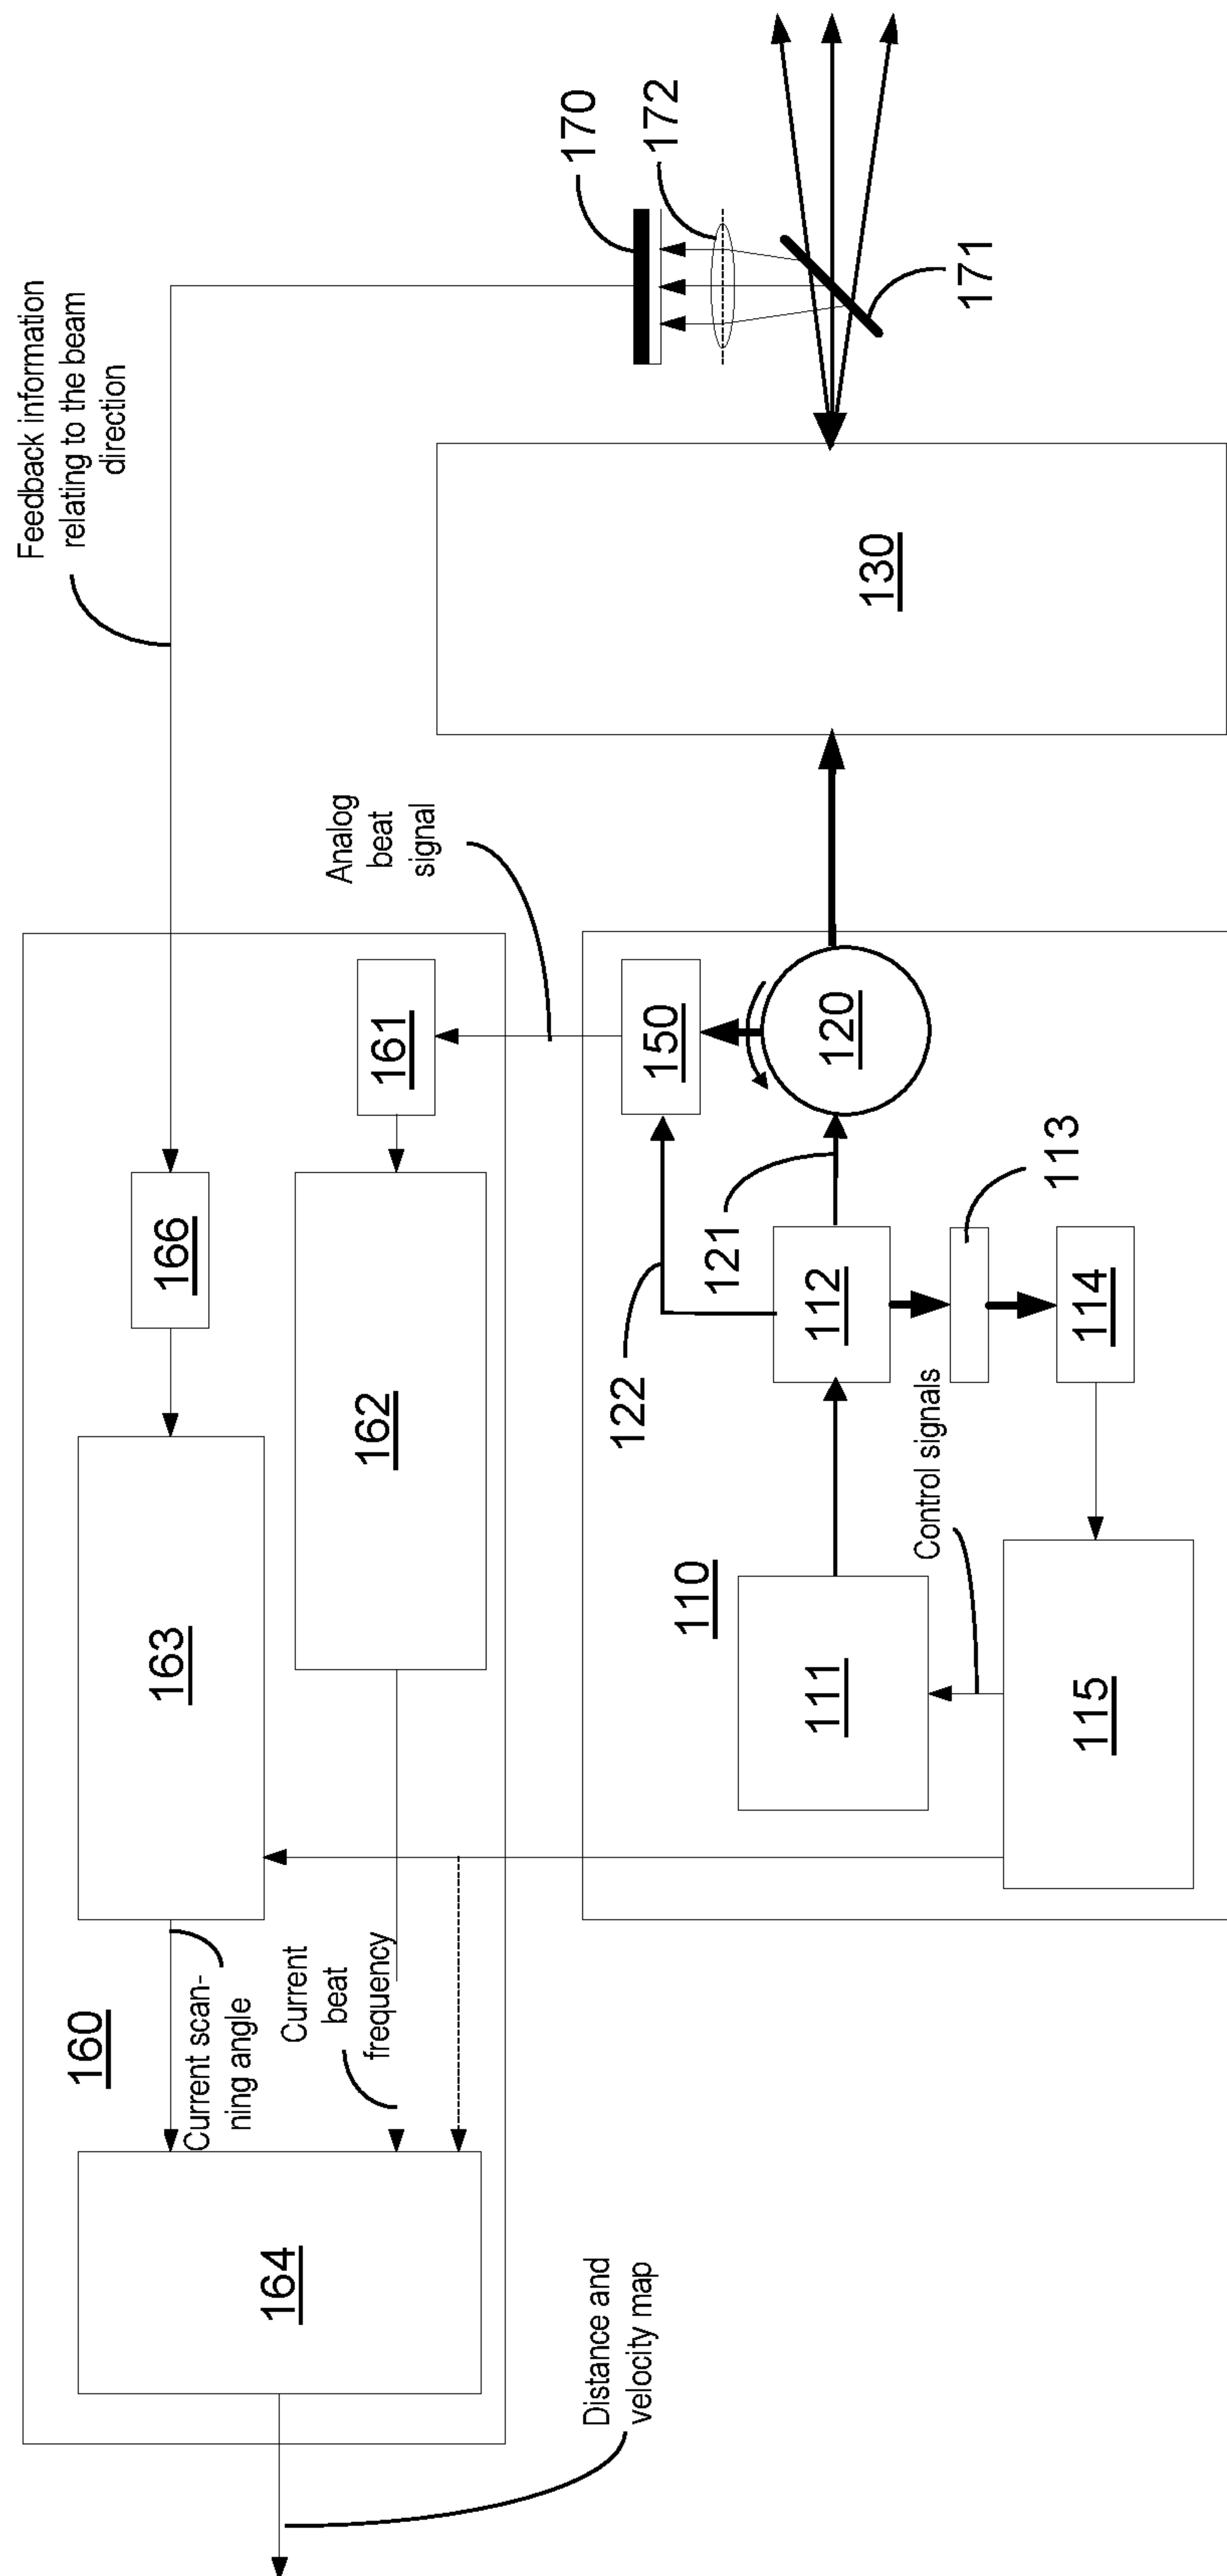 Feedback information
relating to the beam
direction
170
172
171
130
Analog
beat
signal
166
161
150
120
163
162
122
121
112
113
114
Control signals
110
111
115
160
Current scan-
ning angle
Current
beat
frequency
164
Distance and
velocity map